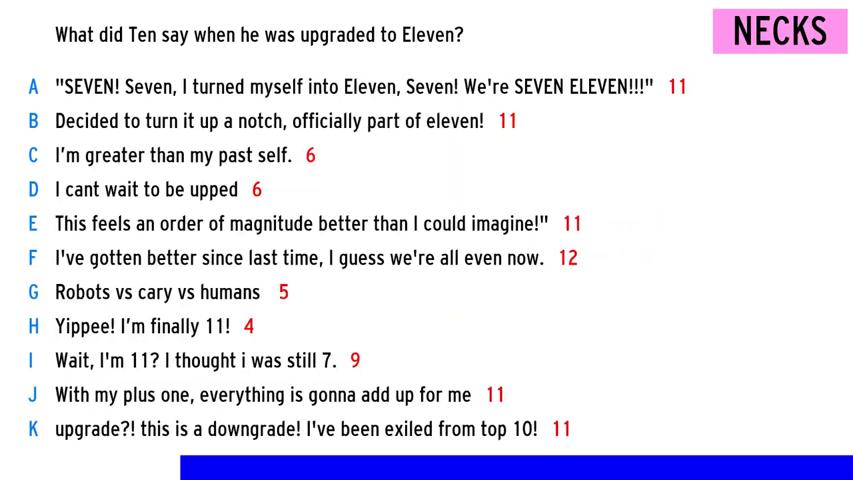 What did Ten say when he was upgraded to Eleven?
NECKS
A "SEVEN! Seven, I turned myself into Eleven, Seven! We're SEVEN ELEVEN!!!" 11
B Decided to turn it up a notch, officially part of eleven! 11
C I’m greater than my past self. 6
D I cant wait to be upped 6
E This feels an order of magnitude better than I could imagine!" 11
F I've gotten better since last time, I guess we're all even now. 12
G Robots vs cary vs humans 5
H Yippee! I’m finally 11! 4
I Wait, I'm 11? I thought i was still 7. 9
J With my plus one, everything is gonna add up for me 11
K upgrade?! this is a downgrade! I've been exiled from top 10! 11